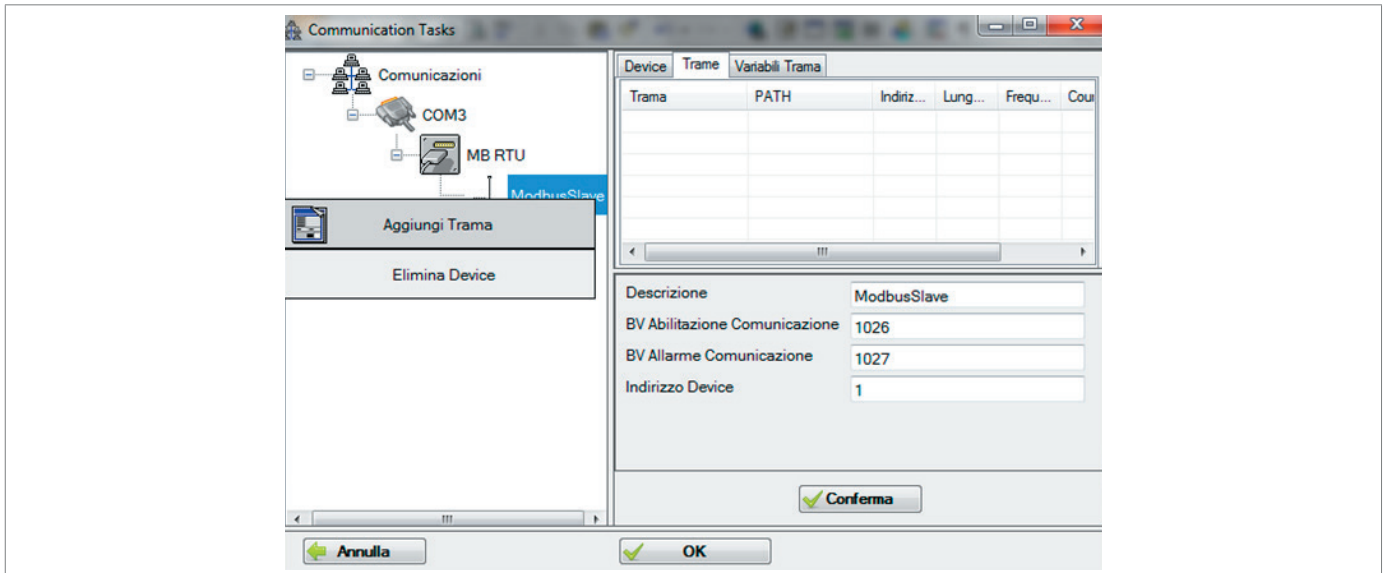 Communication Tasks
Comunicazioni
COM3
MB RTU
ModbusSlave
Aggiungi Trama
Elimina Device
Device Trame Variabili Trama
Trama PATH Indiriz... Lung... Frequ... Cour
Descrizione ModbusSlave
BV Abilitazione Comunicazione 1026
BV Allarme Comunicazione 1027
Indirizzo Device 1
Conferma
Annulla OK